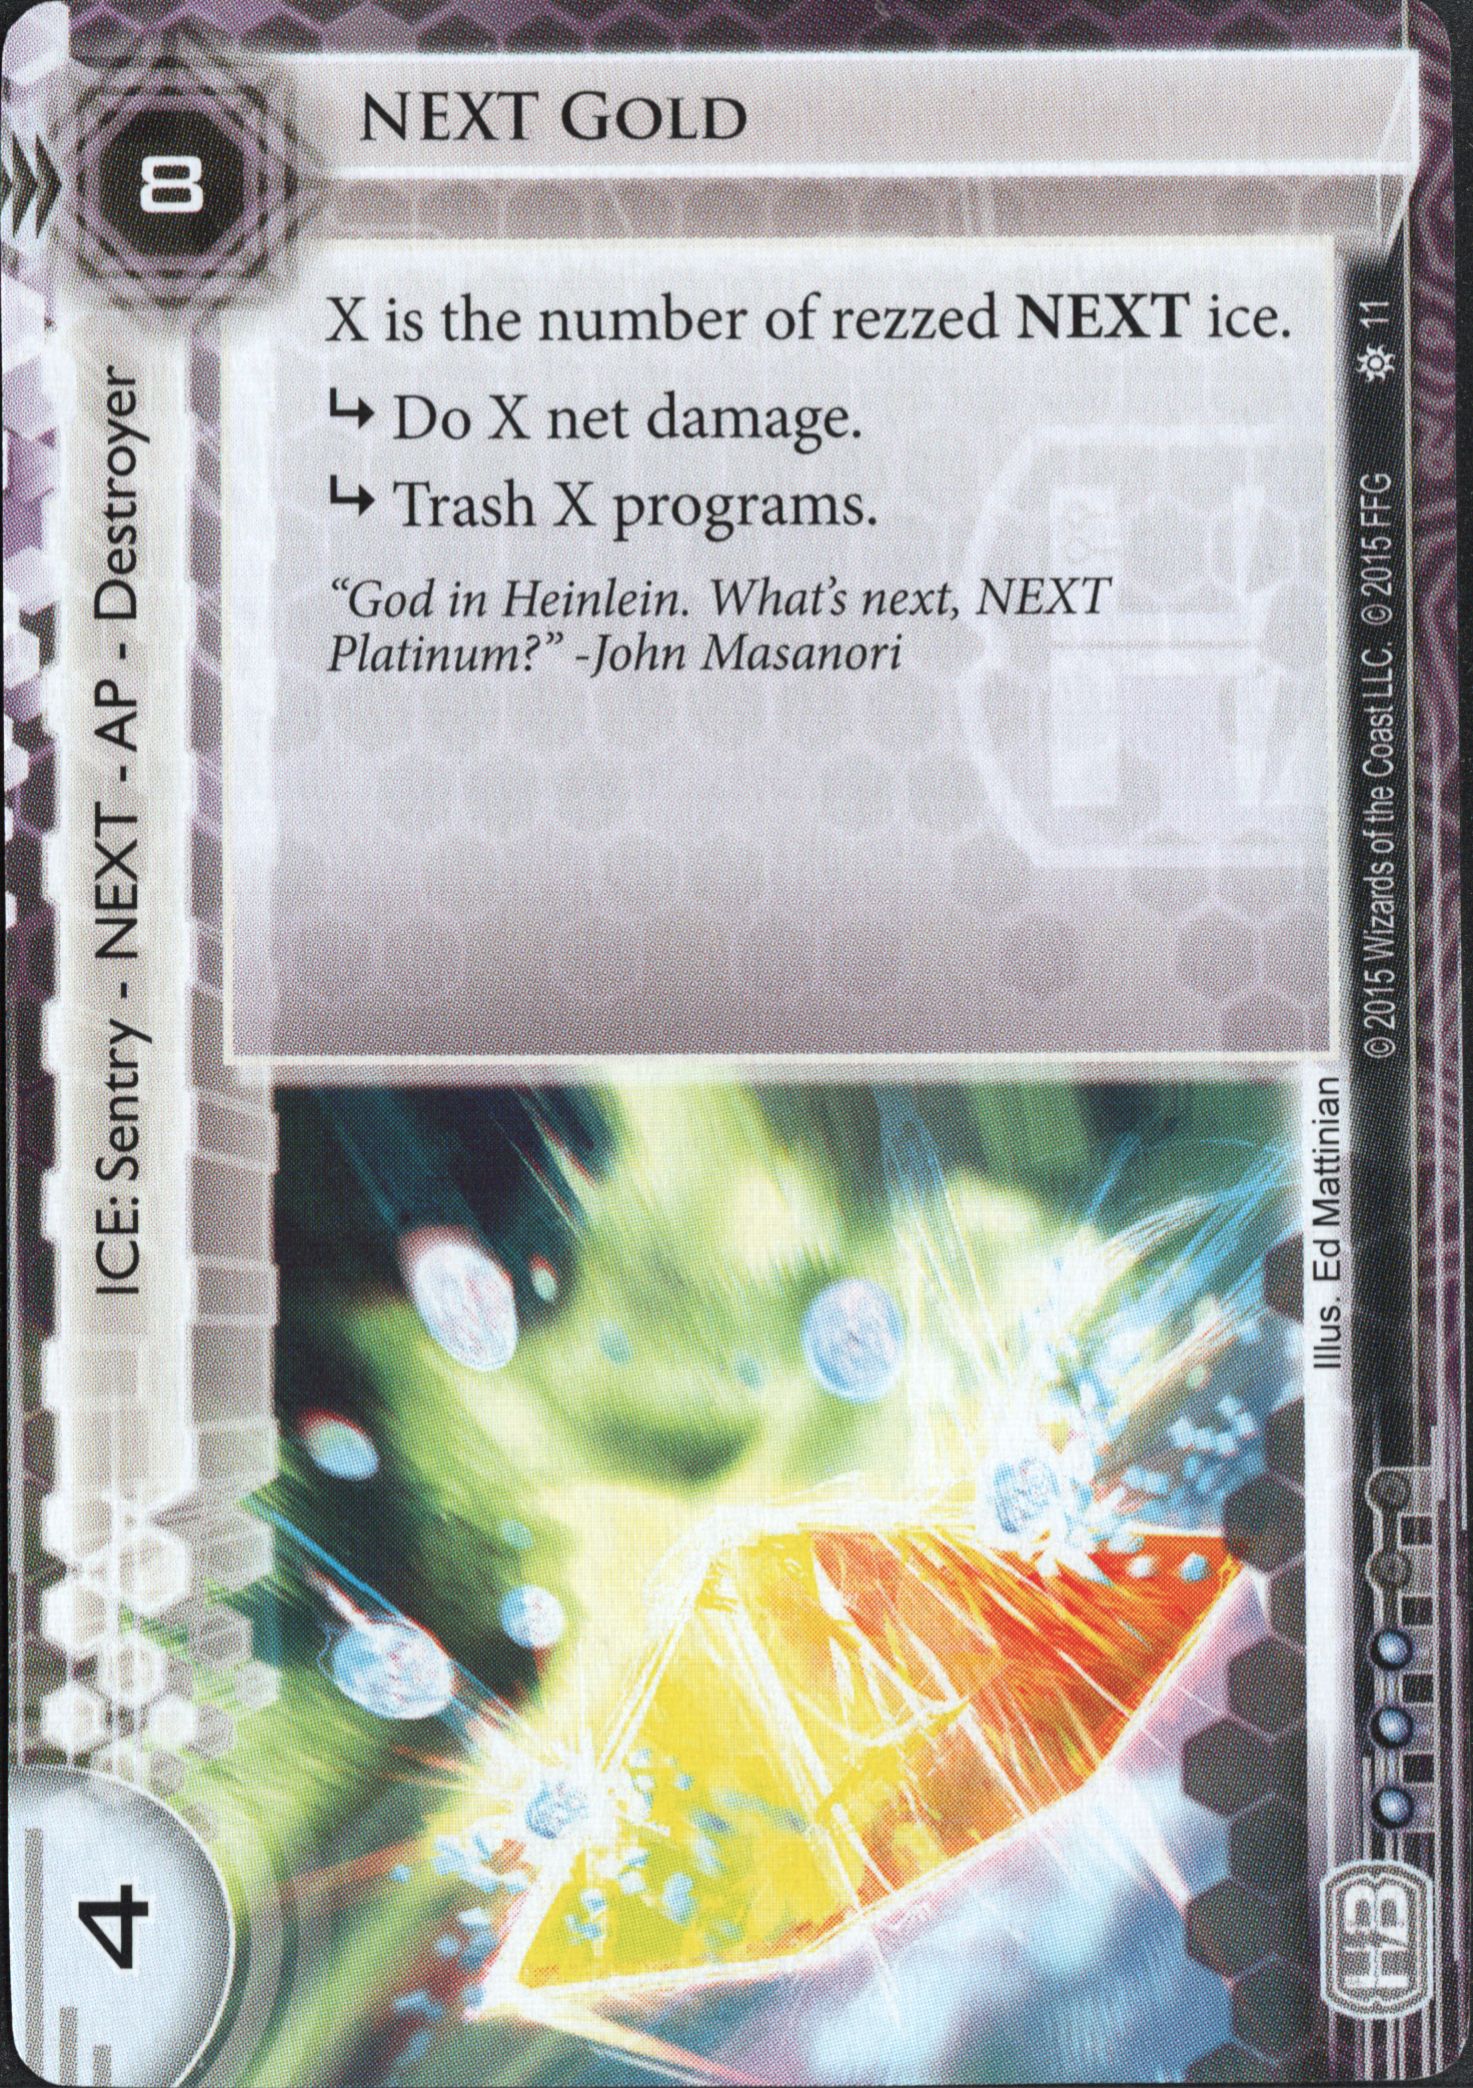 NEXT Gold
8
ICE: Sentry - NEXT - AP - Destroyer
X is the number of rezzed NEXT ice.
↳ Do X net damage.
↳ Trash X programs.
“God in Heinlein. What’s next, NEXT
Platinum?” -John Masanori
4
Illus. Ed Mattinian
© 2015 Wizards of the Coast LLC. © 2015 FFG
11
HB